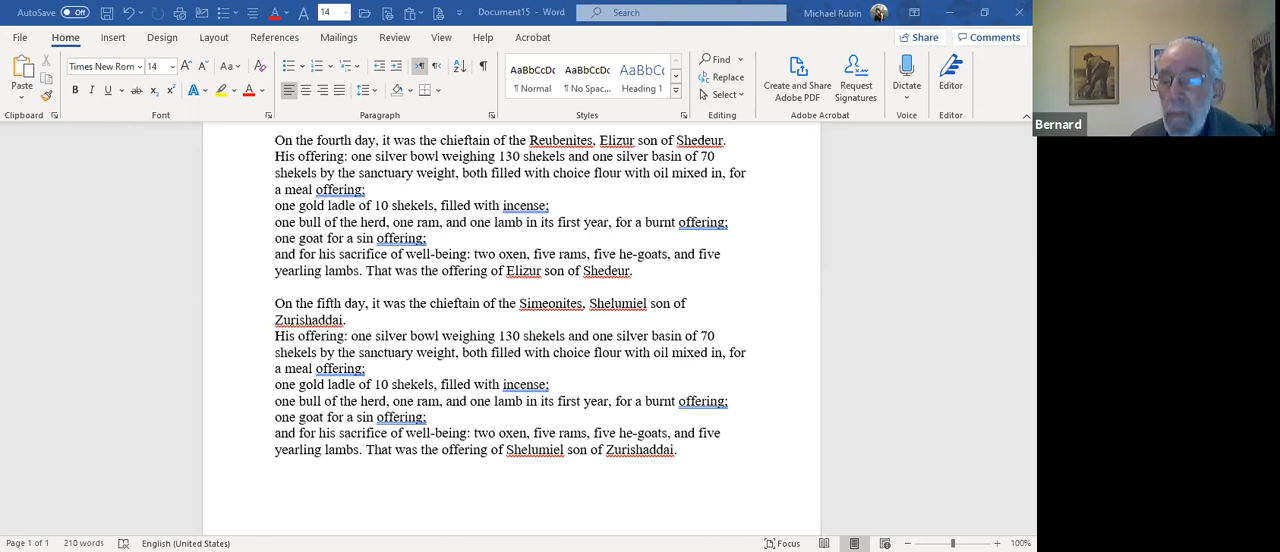 AutoSave Off Document15 - Word Search Michael Rubin
File Home Insert Design Layout References Mailings Review View Help Acrobat Share Comments
Times New Rom 14 Aa AaBbCcDc AaBbCcDc AaBbCc Find
Paste Replace Create and Share Request Dictate Editor
¶ Normal ¶ No Spac... Heading 1 Select Adobe PDF Signatures
Clipboard Font Paragraph Styles Editing Adobe Acrobat Voice Editor
Bernard
On the fourth day, it was the chieftain of the Reubenites, Elizur son of Shedeur.
His offering: one silver bowl weighing 130 shekels and one silver basin of 70
shekels by the sanctuary weight, both filled with choice flour with oil mixed in, for
a meal offering;
one gold ladle of 10 shekels, filled with incense;
one bull of the herd, one ram, and one lamb in its first year, for a burnt offering;
one goat for a sin offering;
and for his sacrifice of well-being: two oxen, five rams, five he-goats, and five
yearling lambs. That was the offering of Elizur son of Shedeur.
On the fifth day, it was the chieftain of the Simeonites, Shelumiel son of
Zurishaddai.
His offering: one silver bowl weighing 130 shekels and one silver basin of 70
shekels by the sanctuary weight, both filled with choice flour with oil mixed in, for
a meal offering;
one gold ladle of 10 shekels, filled with incense;
one bull of the herd, one ram, and one lamb in its first year, for a burnt offering;
one goat for a sin offering;
and for his sacrifice of well-being: two oxen, five rams, five he-goats, and five
yearling lambs. That was the offering of Shelumiel son of Zurishaddai.
Page 1 of 1 210 words English (United States) Focus 100%